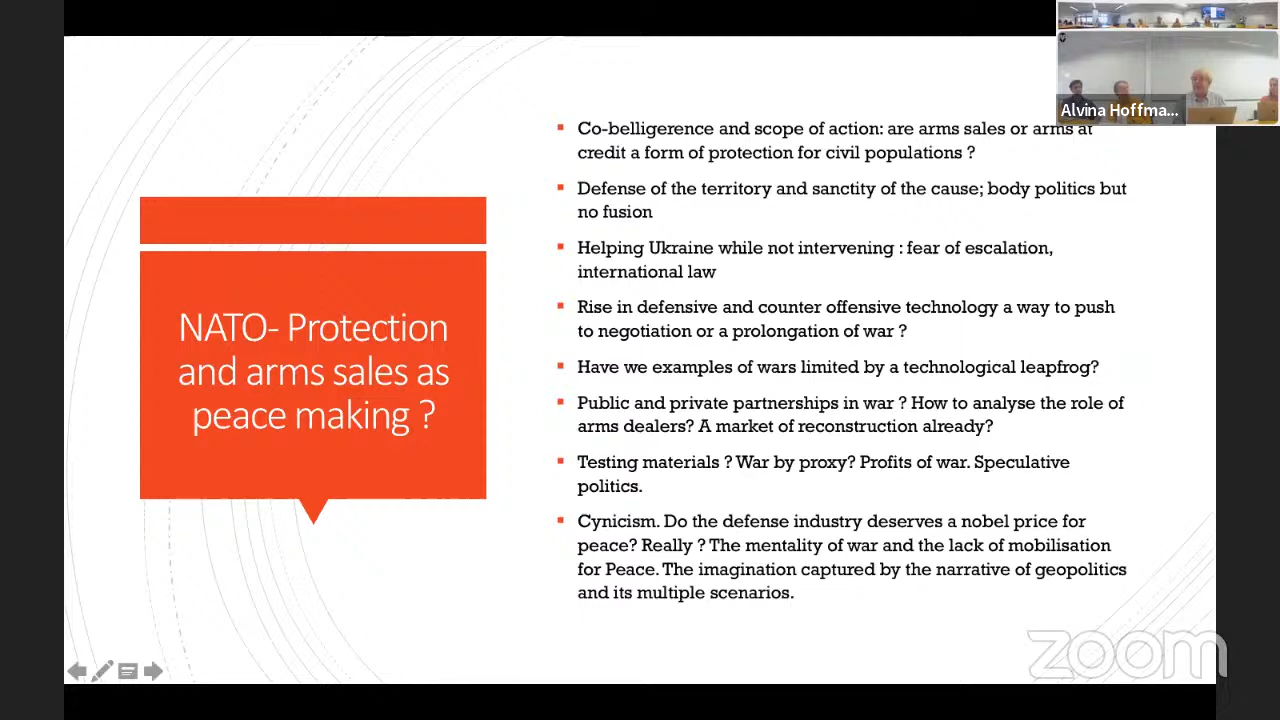 Alvina Hoffma...
NATO- Protection
and arms sales as
peace making ?
Co-belligerence and scope of action: are arms sales or arms at
credit a form of protection for civil populations ?
Defense of the territory and sanctity of the cause; body politics but
no fusion
Helping Ukraine while not intervening : fear of escalation,
international law
Rise in defensive and counter offensive technology a way to push
to negotiation or a prolongation of war ?
Have we examples of wars limited by a technological leapfrog?
Public and private partnerships in war ? How to analyse the role of
arms dealers? A market of reconstruction already?
Testing materials ? War by proxy? Profits of war. Speculative
politics.
Cynicism. Do the defense industry deserves a nobel price for
peace? Really ? The mentality of war and the lack of mobilisation
for Peace. The imagination captured by the narrative of geopolitics
and its multiple scenarios.
zoom